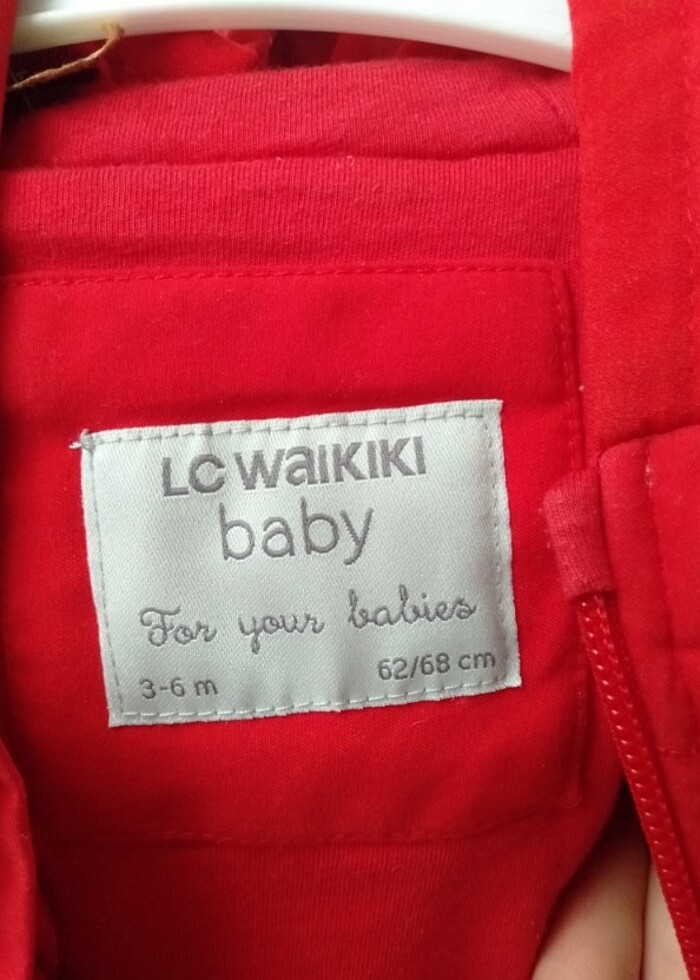 LC WAIKIKI
baby
For your babies
3-6 m 62/68 cm